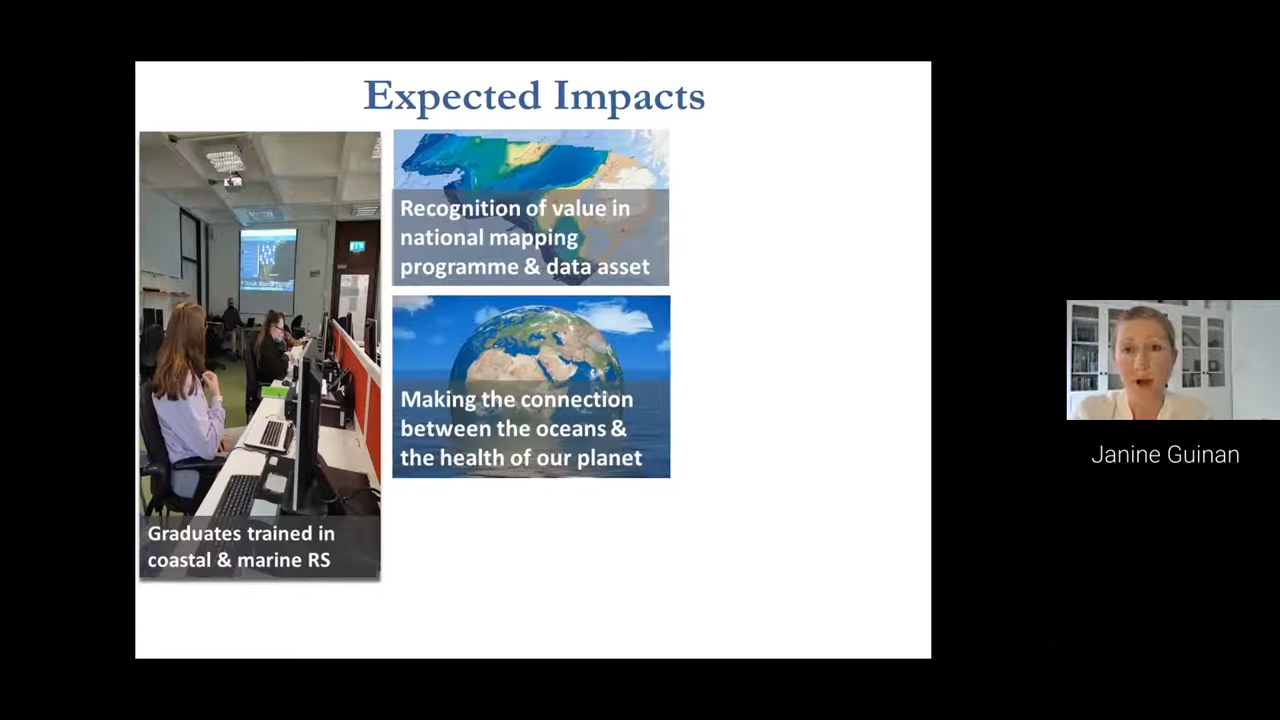 Expected Impacts
Graduates trained in
coastal & marine RS
Recognition of value in
national mapping
programme & data asset
Making the connection
between the oceans &
the health of our planet
Janine Guinan